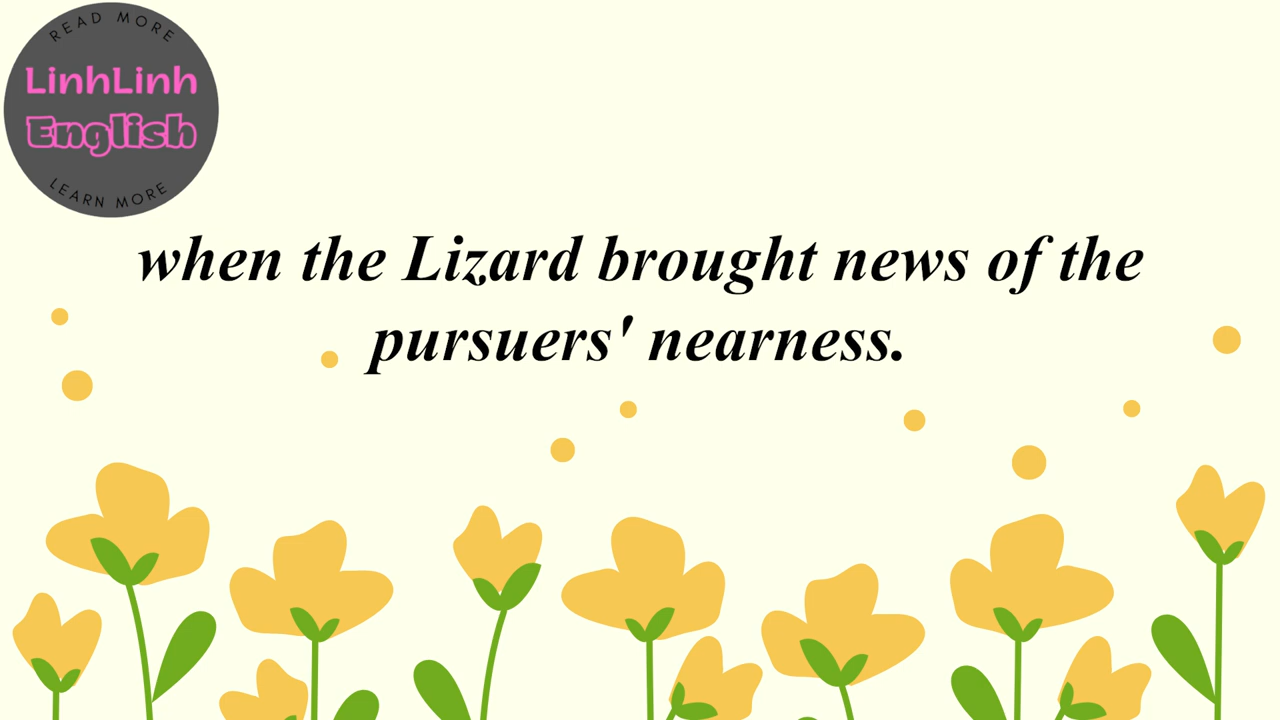 READ MORE
LinhLinh
English
LEARN MORE
when the Lizard brought news of the
pursuers' nearness.